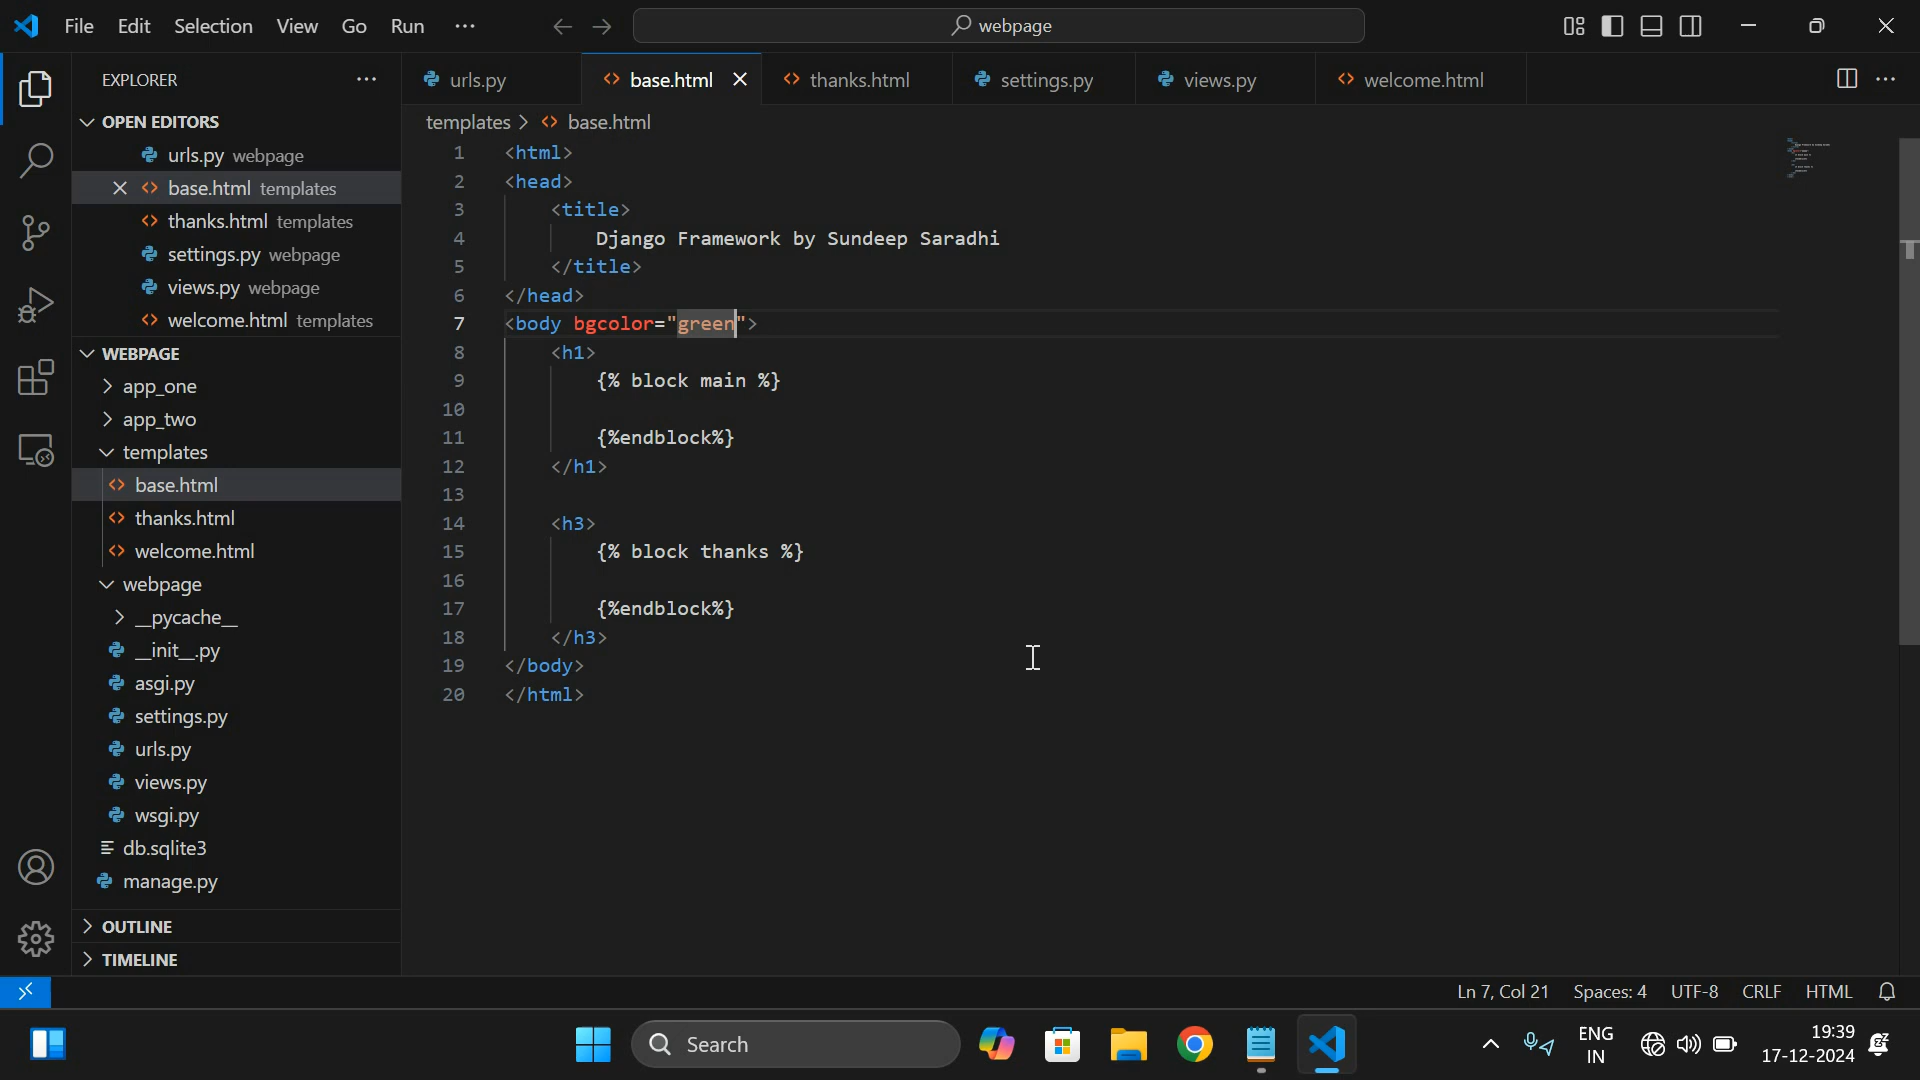 File Edit Selection View Go Run ···
webpage
EXPLORER ···
OPEN EDITORS
urls.py webpage
base.html templates
thanks.html templates
settings.py webpage
views.py webpage
welcome.html templates
WEBPAGE
app_one
app_two
templates
base.html
thanks.html
welcome.html
webpage
__pycache__
__init__.py
asgi.py
settings.py
urls.py
views.py
wsgi.py
db.sqlite3
manage.py
OUTLINE
TIMELINE
urls.py base.html thanks.html settings.py views.py welcome.html ···
templates > base.html
1 <html>
2 <head>
3 <title>
4 Django Framework by Sundeep Saradhi
5 </title>
6 </head>
7 <body bgcolor="green">
8 <h1>
9 {% block main %}
10
11 {%endblock%}
12 </h1>
13
14 <h3>
15 {% block thanks %}
16
17 {%endblock%}
18 </h3>
19 </body>
20 </html>
Ln 7, Col 21 Spaces: 4 UTF-8 CRLF HTML
Search
ENG
IN
19:39
17-12-2024